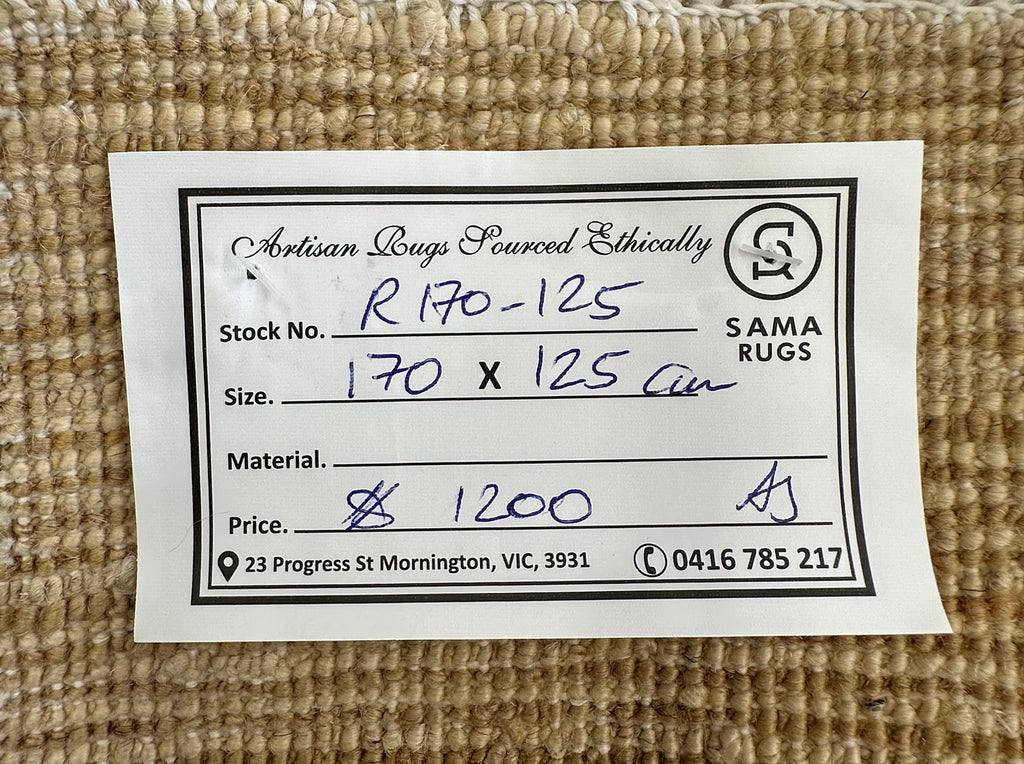 Artisan Rugs Sourced Ethically
SR
SAMA
RUGS
Stock No. R170-125
Size. 170 x 125 cm
Material.
Price. $ 1200 AJ
23 Progress St Mornington, VIC, 3931
0416 785 217